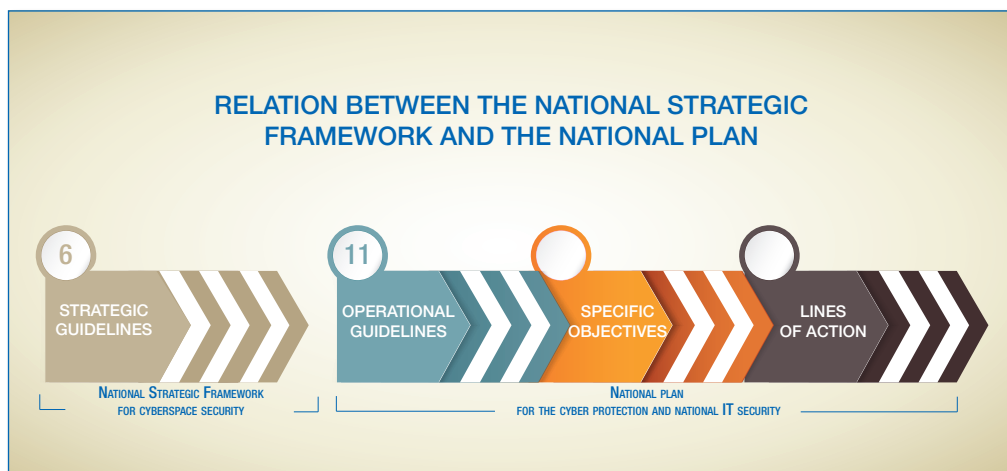 RELATION BETWEEN THE NATIONAL STRATEGIC
FRAMEWORK AND THE NATIONAL PLAN
6
STRATEGIC
GUIDELINES
11
OPERATIONAL
GUIDELINES
SPECIFIC
OBJECTIVES
LINES
OF ACTION
NATIONAL STRATEGIC FRAMEWORK
FOR CYBERSPACE SECURITY
NATIONAL PLAN
FOR THE CYBER PROTECTION AND NATIONAL IT SECURITY